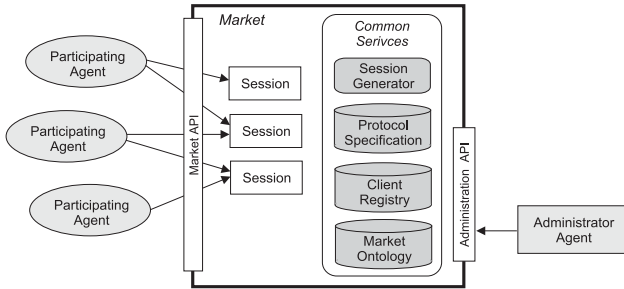 Market
Common
Serivces
Participating
Agent
Participating
Agent
Participating
Agent
Market API
Session
Session
Session
Session
Generator
Protocol
Specification
Client
Registry
Market
Ontology
Administration API
Administrator
Agent